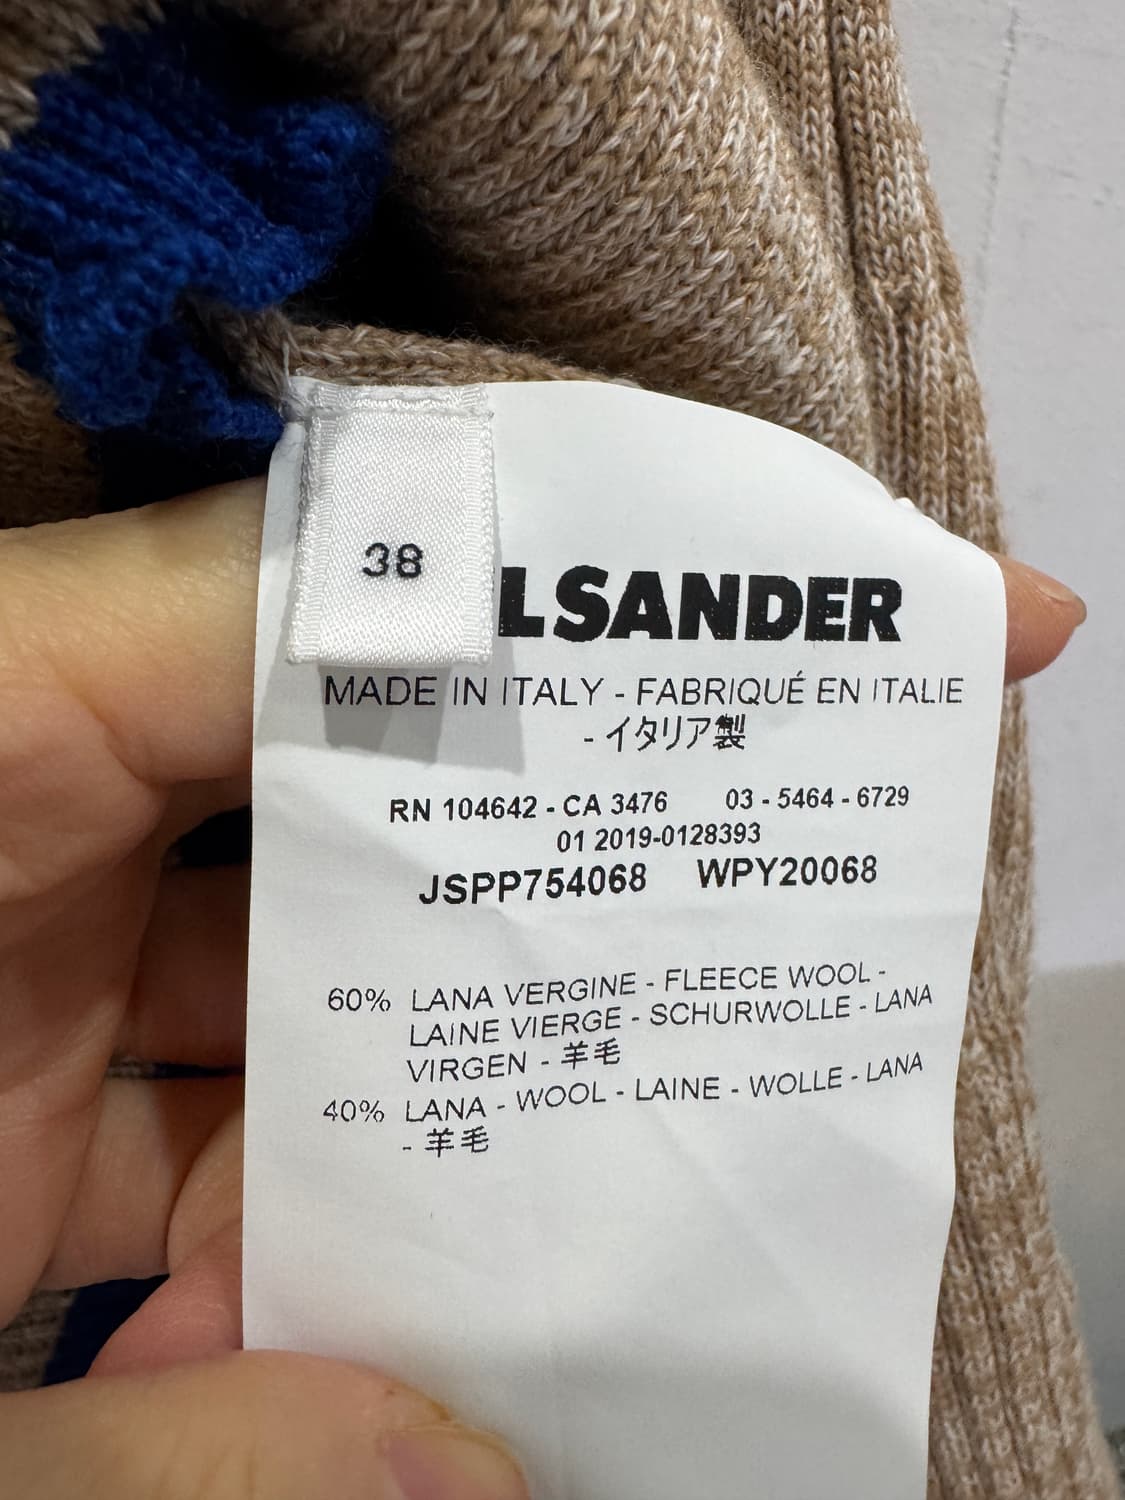 38
LSANDER
MADE IN ITALY - FABRIQUÉ EN ITALIE
- イタリア製
RN 104642 - CA 3476 03 - 5464 - 6729
01 2019-0128393
JSPP754068 WPY20068
60% LANA VERGINE - FLEECE WOOL -
LAINE VIERGE - SCHURWOLLE - LANA
VIRGEN - 羊毛
40% LANA - WOOL - LAINE - WOLLE - LANA
- 羊毛